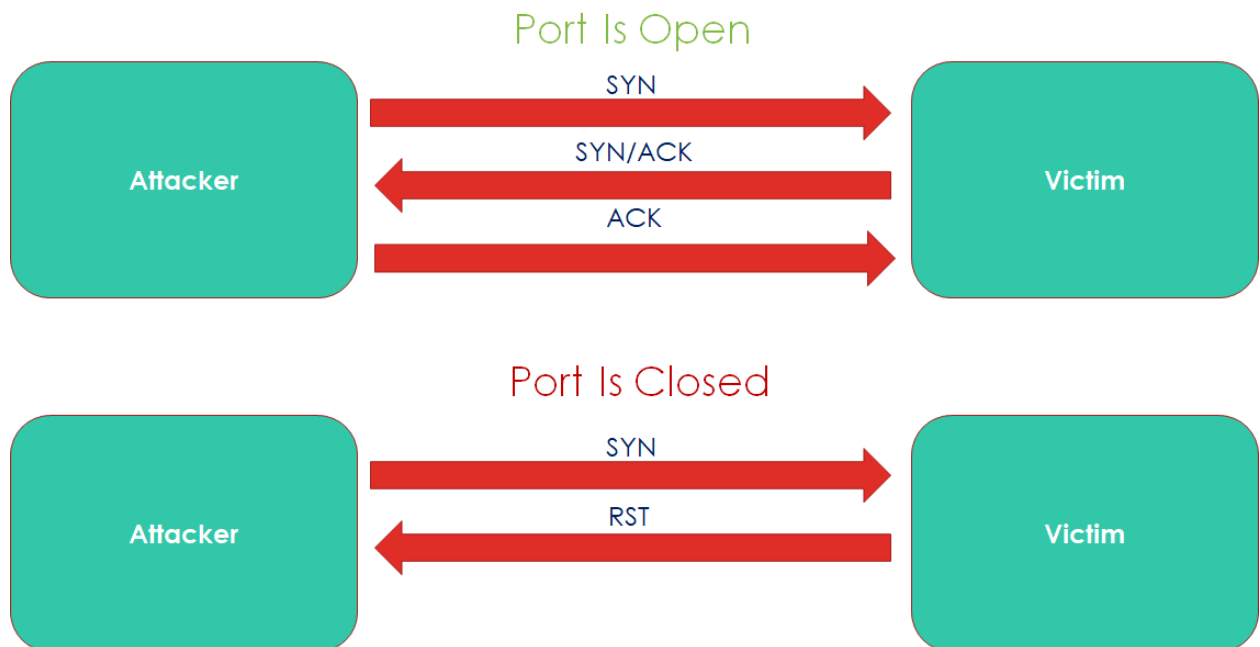 Port Is Open
SYN
SYN/ACK
Attacker
Victim
ACK
Port Is Closed
SYN
RST
Attacker
Victim